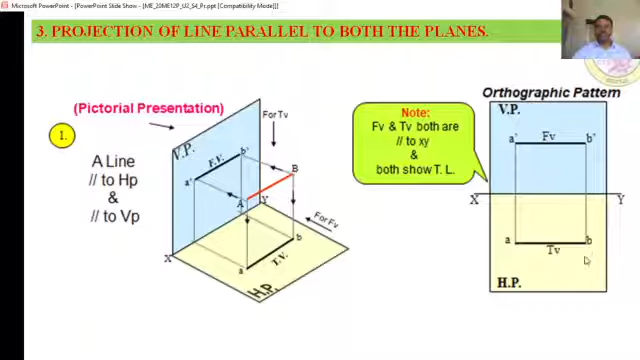 Microsoft PowerPoint - [PowerPoint Slide Show - [ME_20ME12P_U2_S4_Pr.ppt [Compatibility Mode]]]
3. PROJECTION OF LINE PARALLEL TO BOTH THE PLANES.
(Pictorial Presentation)
1.
A Line
// to Hp
&
// to Vp
For Tv
V.P.
F.V.
b'
a'
B
A
Y
For Fv
b
X
a
T.V.
H.P.
Note:
Fv & Tv both are
// to xy
&
both show T. L.
Orthographic Pattern
V.P.
a'
Fv
b'
X
Y
a
b
Tv
H.P.